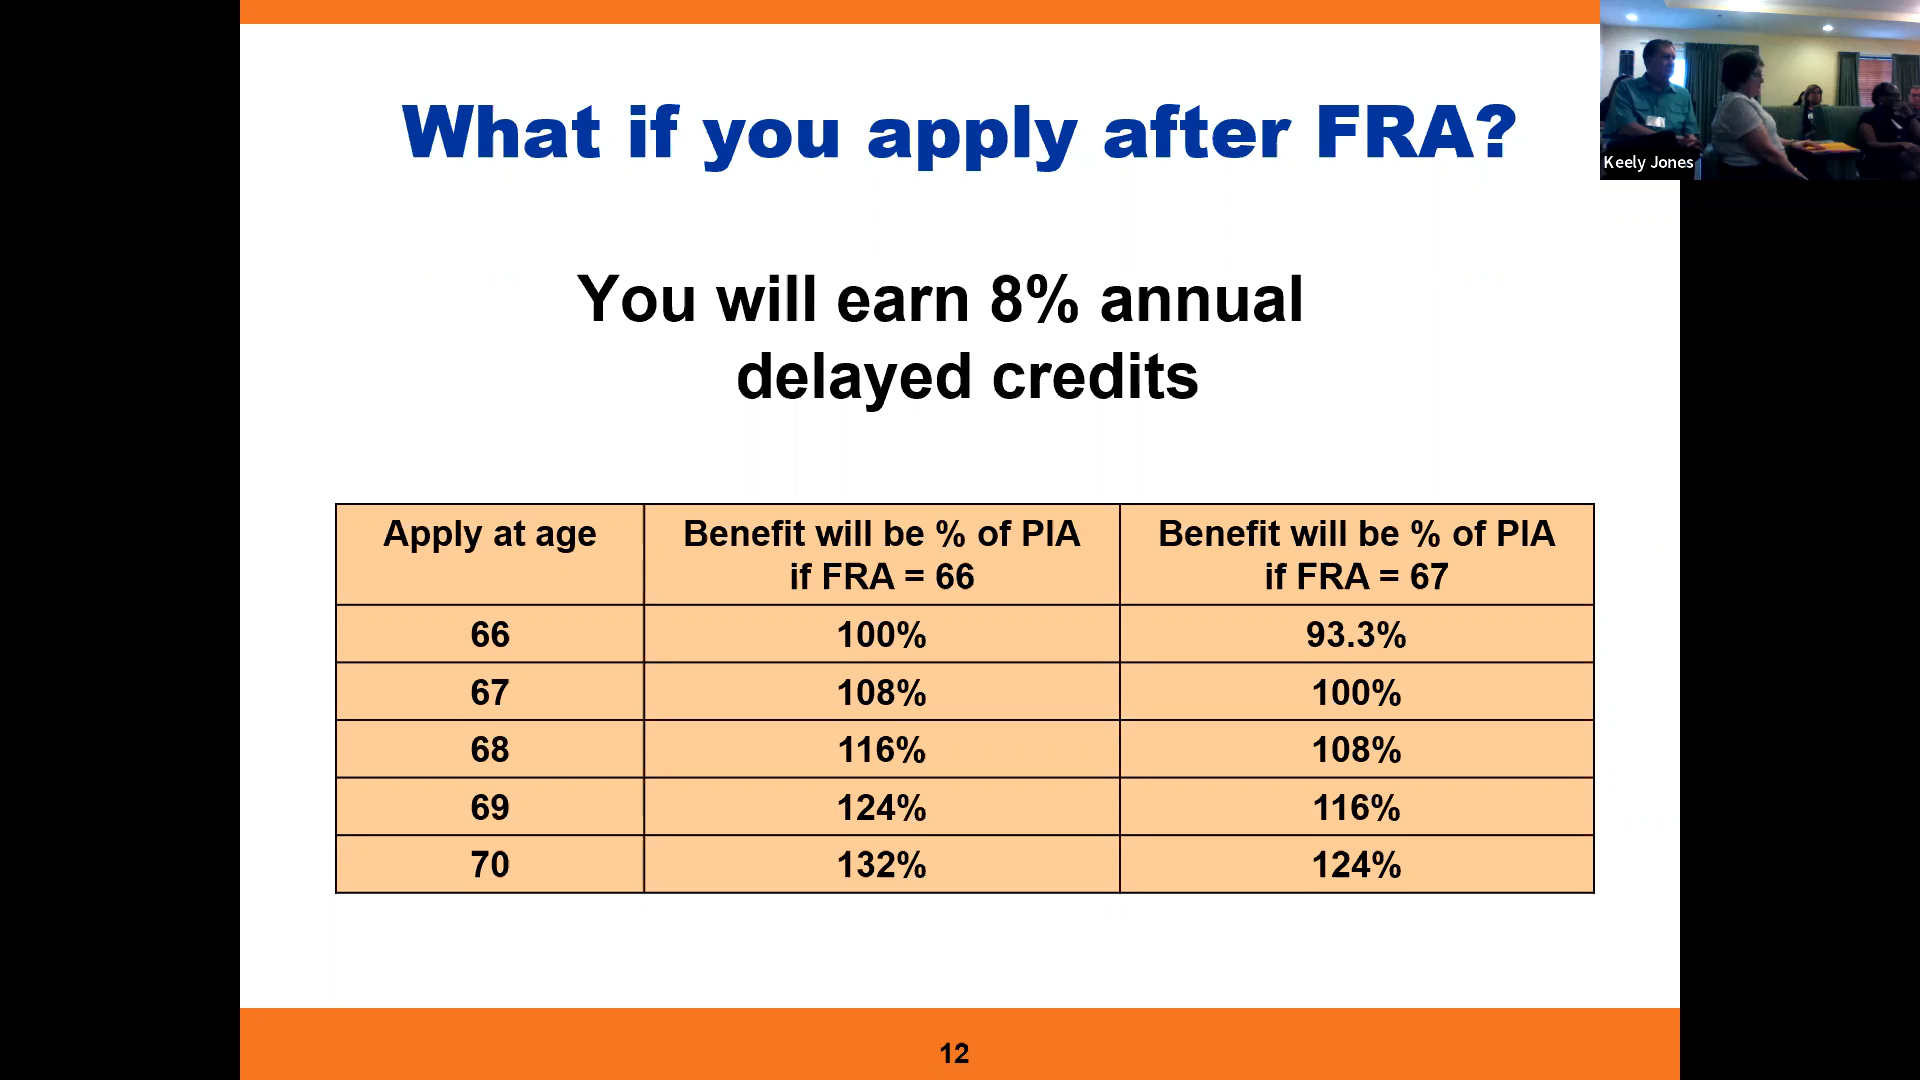 What if you apply after FRA?
Keely Jones
You will earn 8% annual
delayed credits
Apply at age
Benefit will be % of PIA
if FRA = 66
Benefit will be % of PIA
if FRA = 67
66 100% 93.3%
67 108% 100%
68 116% 108%
69 124% 116%
70 132% 124%
12